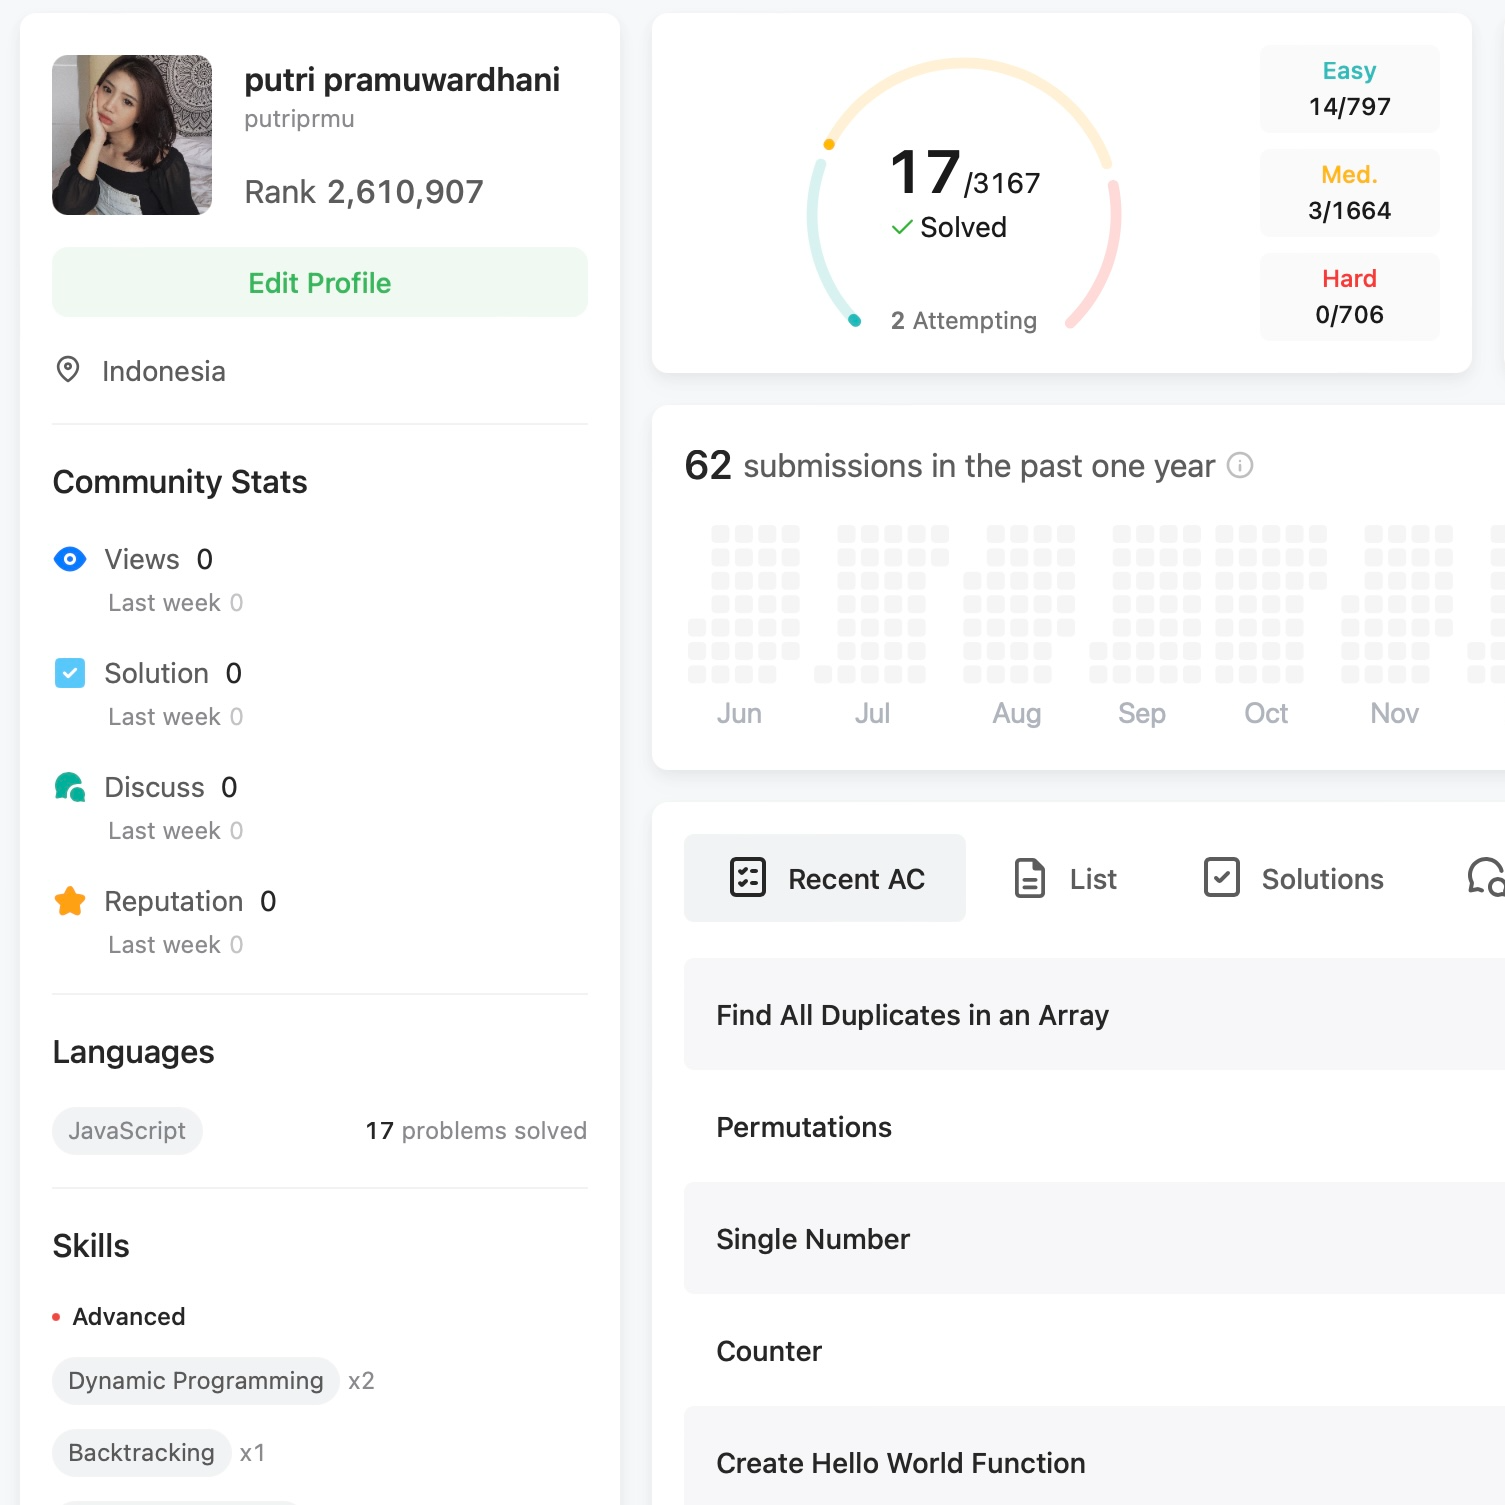 putri pramuwardhani
putriprmu
Rank 2,610,907
Edit Profile
Indonesia
Community Stats
Views 0
Last week 0
Solution 0
Last week 0
Discuss 0
Last week 0
Reputation 0
Last week 0
Languages
JavaScript 17 problems solved
Skills
Advanced
Dynamic Programming x2
Backtracking x1
17/3167
Solved
2 Attempting
Easy
14/797
Med.
3/1664
Hard
0/706
62 submissions in the past one year
Jun Jul Aug Sep Oct Nov
Recent AC List Solutions
Find All Duplicates in an Array
Permutations
Single Number
Counter
Create Hello World Function